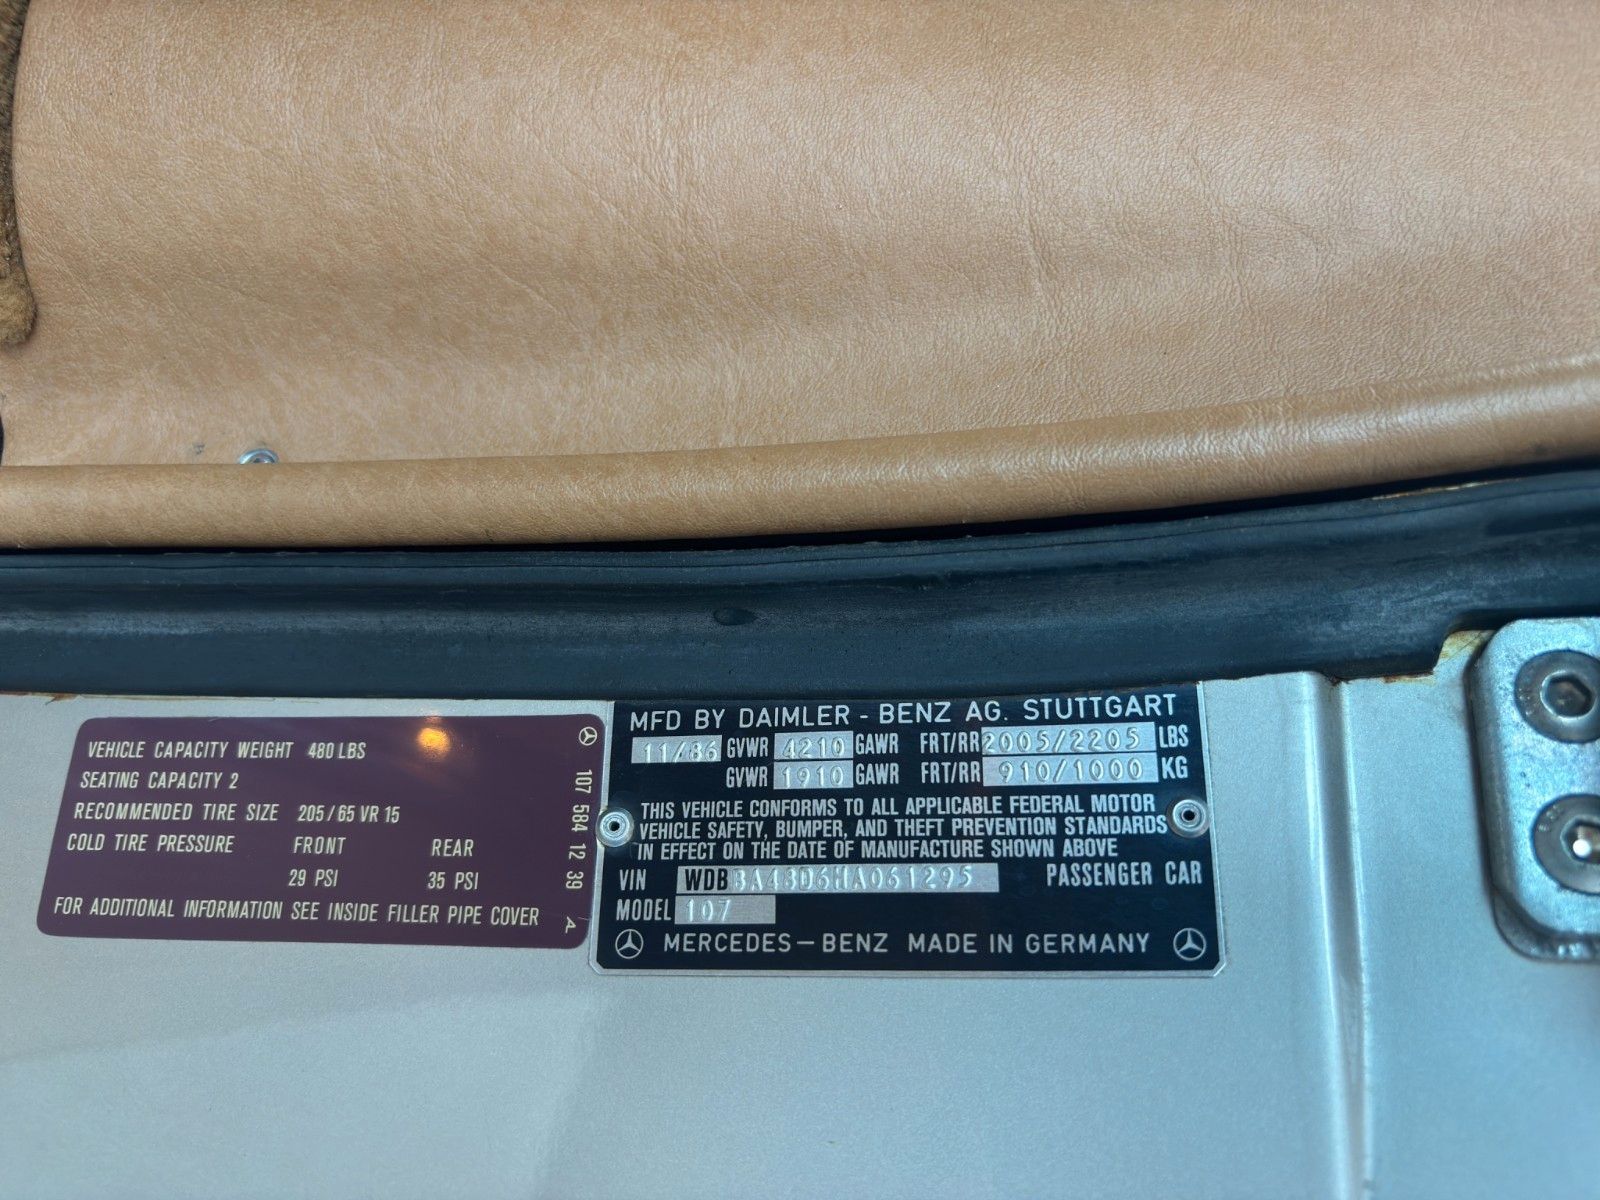 VEHICLE CAPACITY WEIGHT 480 LBS
SEATING CAPACITY 2
RECOMMENDED TIRE SIZE 205/65 VR 15
COLD TIRE PRESSURE FRONT REAR
29 PSI 35 PSI
FOR ADDITIONAL INFORMATION SEE INSIDE FILLER PIPE COVER
107 584 12 39 A
MFD BY DAIMLER-BENZ AG. STUTTGART
11/86 GVWR 4210 GAWR FRT/RR 2005/2205 LBS
GVWR 1910 GAWR FRT/RR 910/1000 KG
THIS VEHICLE CONFORMS TO ALL APPLICABLE FEDERAL MOTOR
VEHICLE SAFETY, BUMPER, AND THEFT PREVENTION STANDARDS
IN EFFECT ON THE DATE OF MANUFACTURE SHOWN ABOVE
VIN WDBBA48D6HA061295 PASSENGER CAR
MODEL 107
MERCEDES-BENZ MADE IN GERMANY